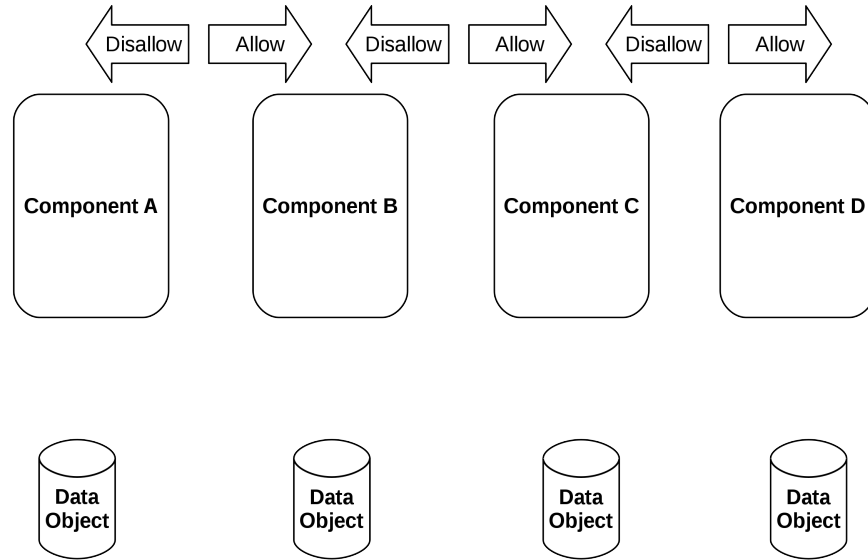 Disallow Allow Disallow Allow Disallow Allow
Component A Component B Component C Component D
Data Data Data Data
Object Object Object Object